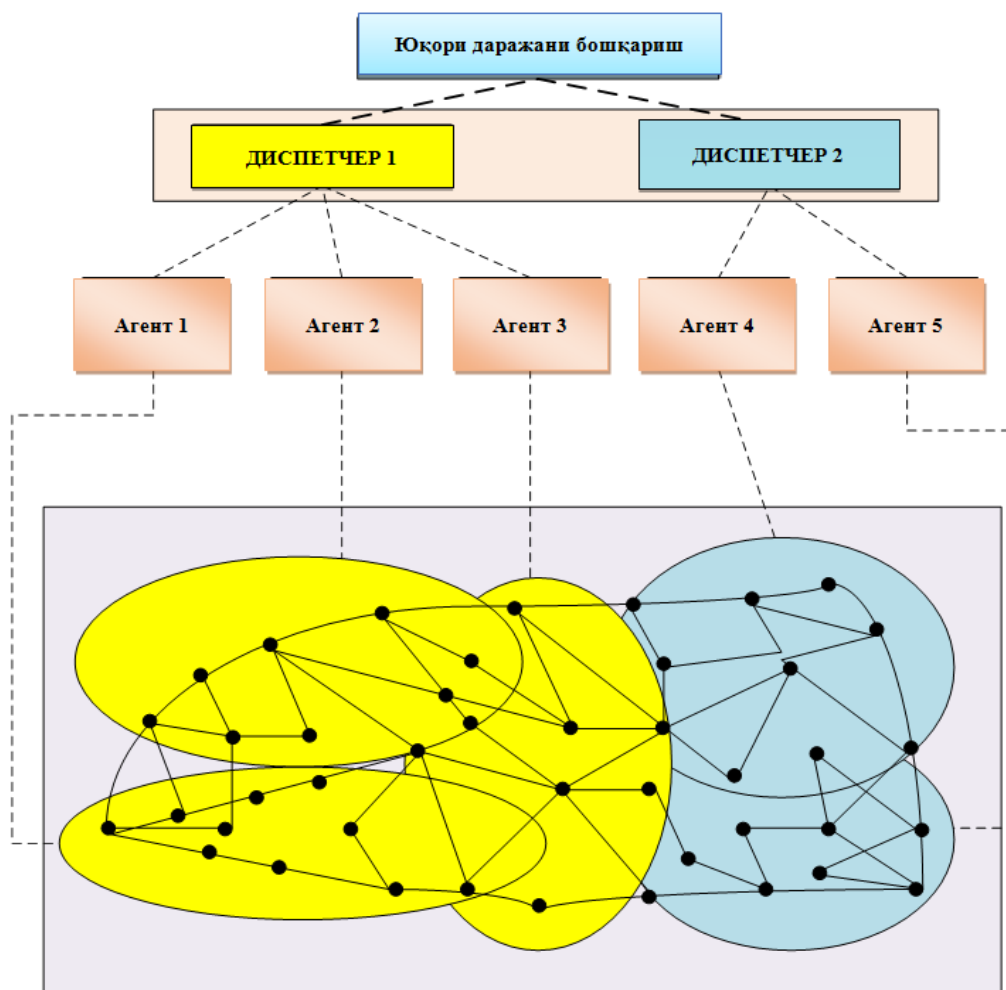 Юқори даражани бошқариш
ДИСПЕТЧЕР 1
ДИСПЕТЧЕР 2
Агент 1
Агент 2
Агент 3
Агент 4
Агент 5